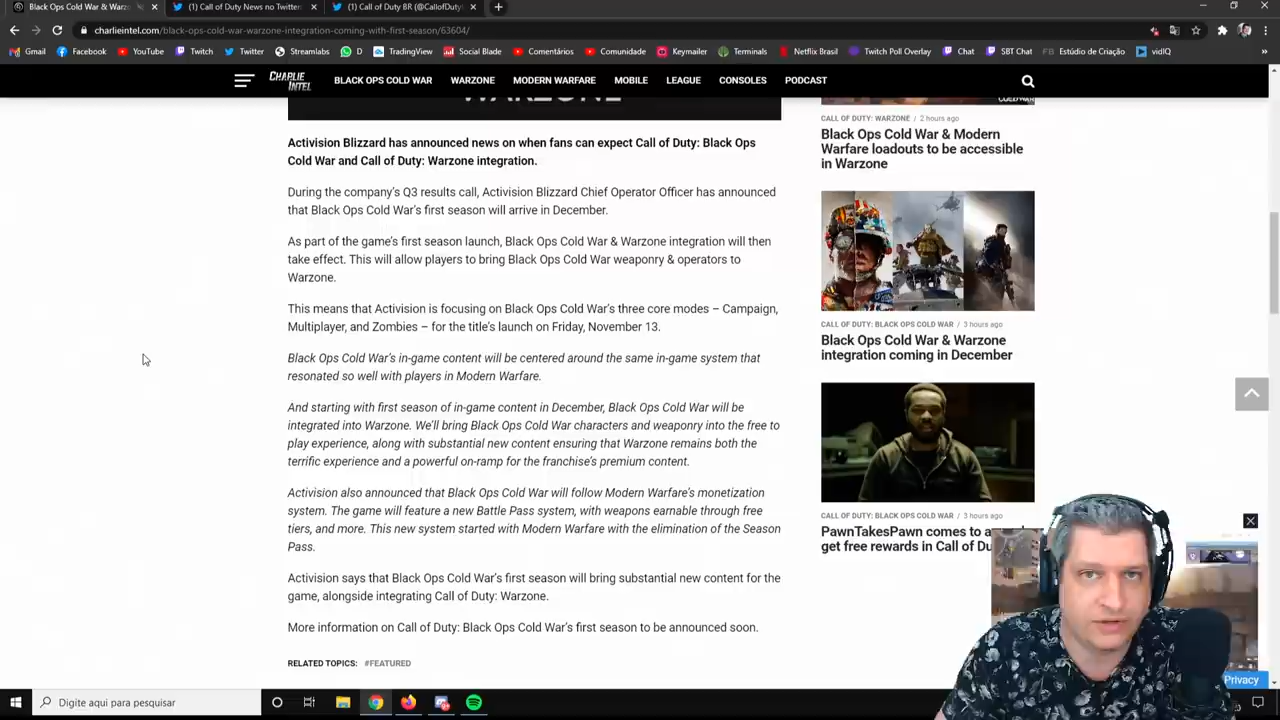 Black Ops Cold War & Wa
(1) Call of Duty News no Twitter
(1) Call of Duty BR (@CallofDuty
charlieintel.com/black-ops-cold-war-warzone-integration-coming-with-first-season/63604/
Gmail Facebook YouTube Twitch Twitter Streamlabs D TradingView Social Blade Comentários Comunidade Keymailer Terminals Netflix Brasil Twitch Poll Overlay Chat SBT Chat Estúdio de Criação vidIQ
CHARLIE INTEL
BLACK OPS COLD WAR WARZONE MODERN WARFARE MOBILE LEAGUE CONSOLES PODCAST
WARZONE
Activision Blizzard has announced news on when fans can expect Call of Duty: Black Ops
Cold War and Call of Duty: Warzone integration.
During the company's Q3 results call, Activision Blizzard Chief Operator Officer has announced
that Black Ops Cold War's first season will arrive in December.
As part of the game's first season launch, Black Ops Cold War & Warzone integration will then
take effect. This will allow players to bring Black Ops Cold War weaponry & operators to
Warzone.
This means that Activision is focusing on Black Ops Cold War's three core modes – Campaign,
Multiplayer, and Zombies – for the title's launch on Friday, November 13.
Black Ops Cold War's in-game content will be centered around the same in-game system that
resonated so well with players in Modern Warfare.
And starting with first season of in-game content in December, Black Ops Cold War will be
integrated into Warzone. We'll bring Black Ops Cold War characters and weaponry into the free to
play experience, along with substantial new content ensuring that Warzone remains both the
terrific experience and a powerful on-ramp for the franchise's premium content.
Activision also announced that Black Ops Cold War will follow Modern Warfare's monetization
system. The game will feature a new Battle Pass system, with weapons earnable through free
tiers, and more. This new system started with Modern Warfare with the elimination of the Season
Pass.
Activision says that Black Ops Cold War's first season will bring substantial new content for the
game, alongside integrating Call of Duty: Warzone.
More information on Call of Duty: Black Ops Cold War's first season to be announced soon.
RELATED TOPICS: #FEATURED
COLD WAR
CALL OF DUTY: WARZONE / 2 hours ago
Black Ops Cold War & Modern
Warfare loadouts to be accessible
in Warzone
CALL OF DUTY: BLACK OPS COLD WAR / 3 hours ago
Black Ops Cold War & Warzone
integration coming in December
CALL OF DUTY: BLACK OPS COLD WAR / 3 hours ago
PawnTakesPawn comes to a
get free rewards in Call of Du
Privacy
Digite aqui para pesquisar